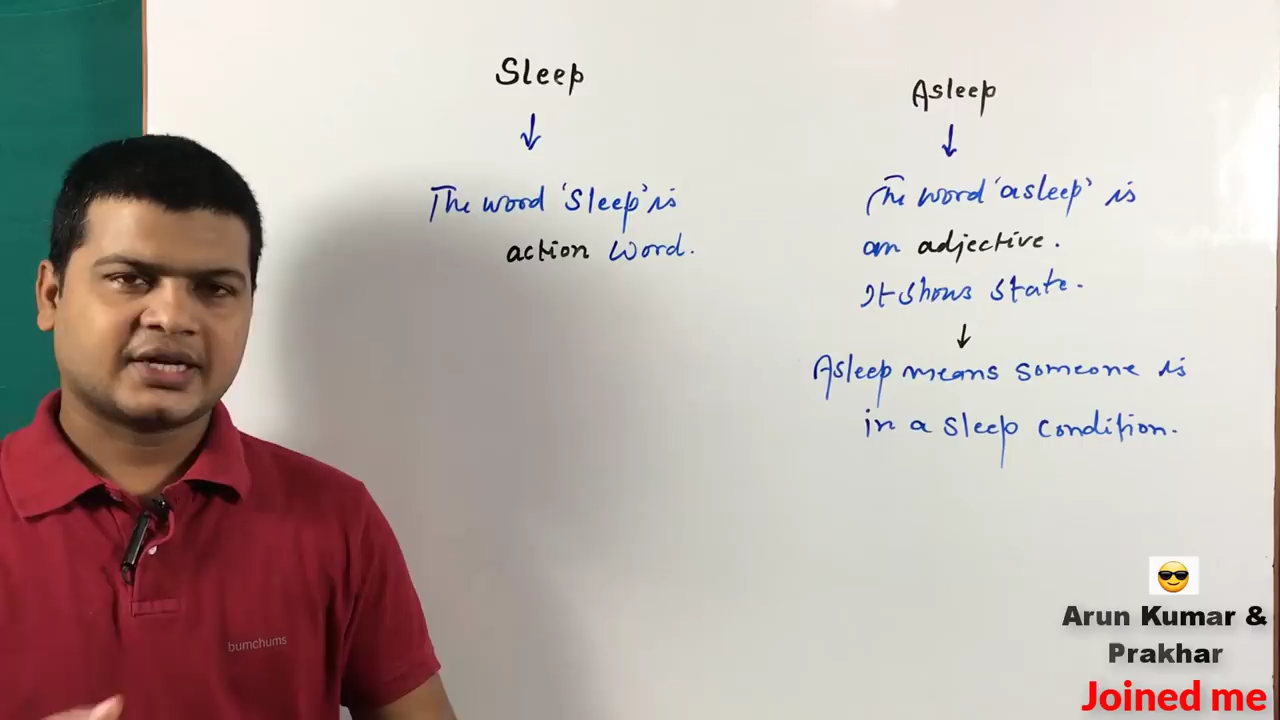 Sleep
↓
The word 'Sleep' is
action word.
Asleep
↓
The word 'asleep' is
an adjective.
It shows state.
↓
Asleep means someone is
in a sleep condition.
bumchums
Arun Kumar &
Prakhar
Joined me